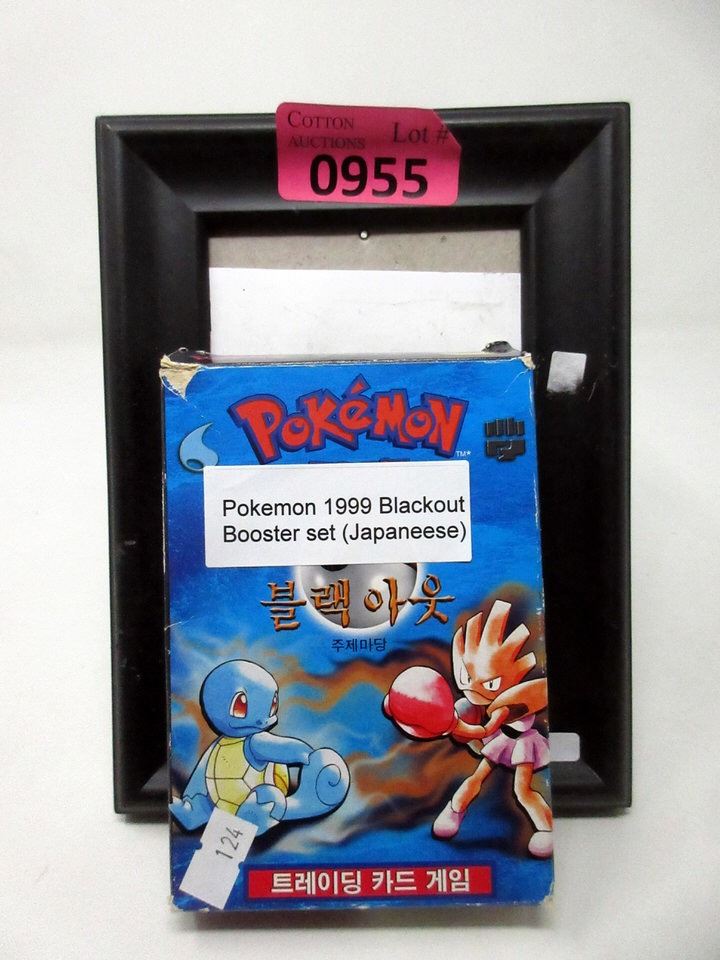 COTTON
AUCTIONS
Lot #
0955
POKéMON
TM*
Pokemon 1999 Blackout
Booster set (Japaneese)
블랙아웃
주제마당
124
트레이딩 카드 게임